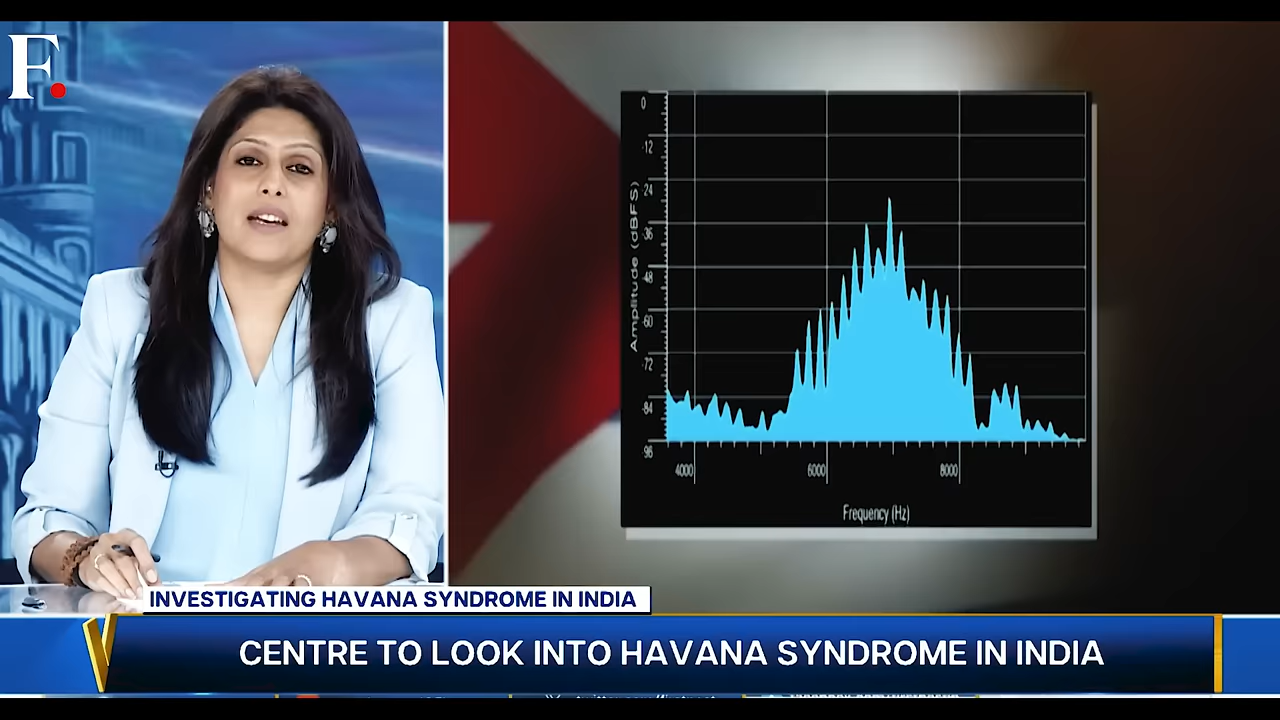 F.
0
-12
24
-36
-48
-60
-72
-84
96
Amplitude (dBFS)
4000
6000
8000
Frequency (Hz)
INVESTIGATING HAVANA SYNDROME IN INDIA
CENTRE TO LOOK INTO HAVANA SYNDROME IN INDIA